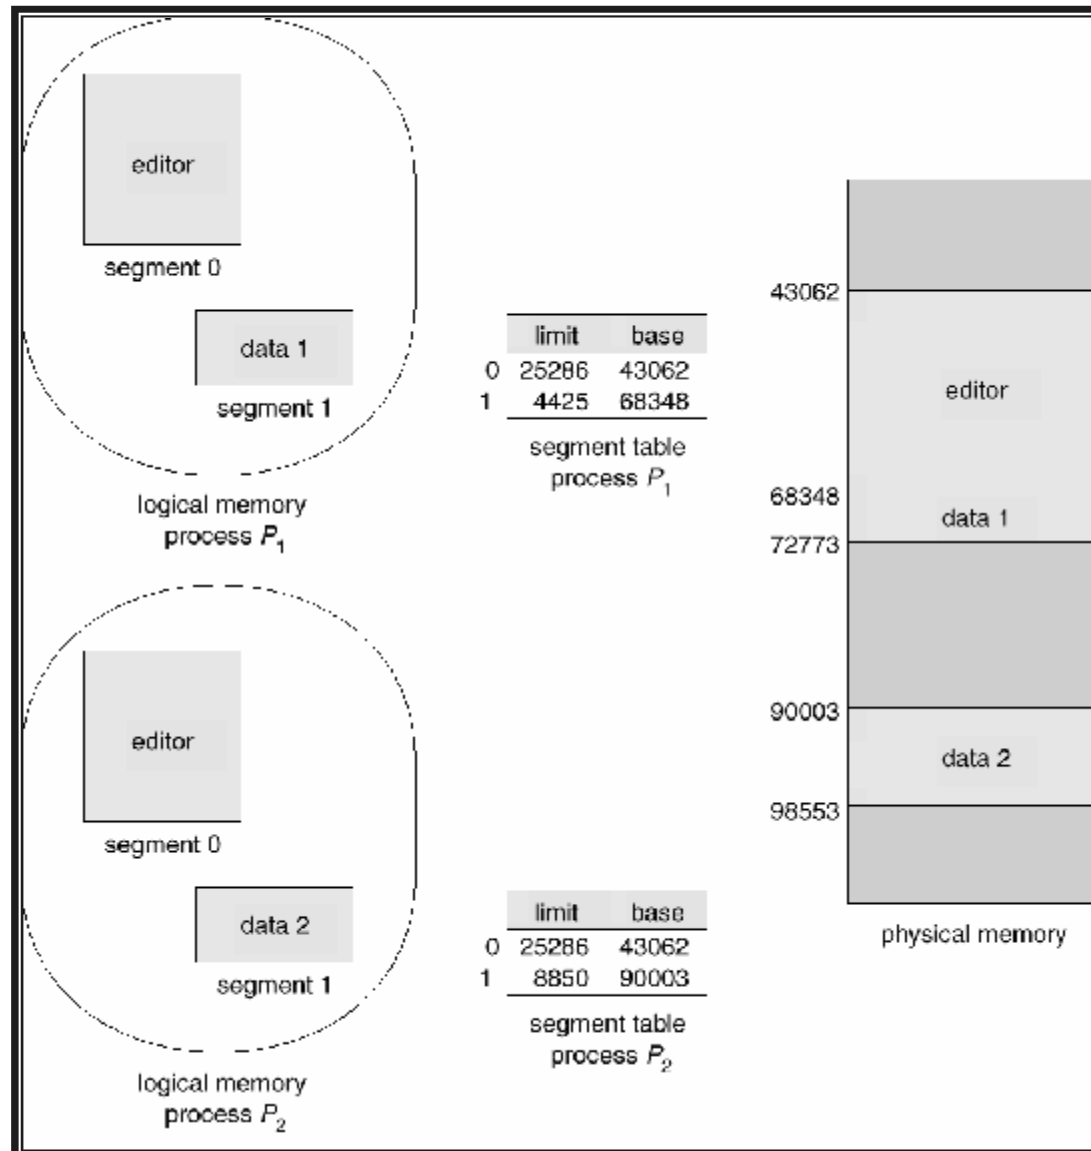 editor
segment 0
data 1
segment 1
logical memory
process P1
limit base
0 25286 43062
1 4425 68348
segment table
process P1
editor
segment 0
data 2
segment 1
logical memory
process P2
limit base
0 25286 43062
1 8850 90003
segment table
process P2
43062
editor
68348
data 1
72773
90003
data 2
98553
physical memory